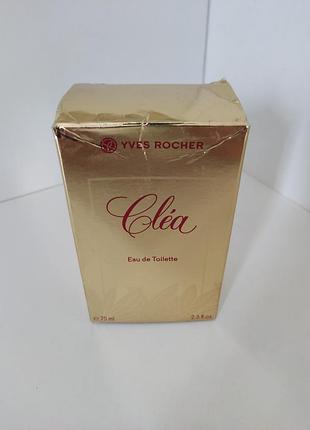 YVES ROCHER
Cléa
Eau de Toilette
℮ 75 ml 2.5 fl.oz.